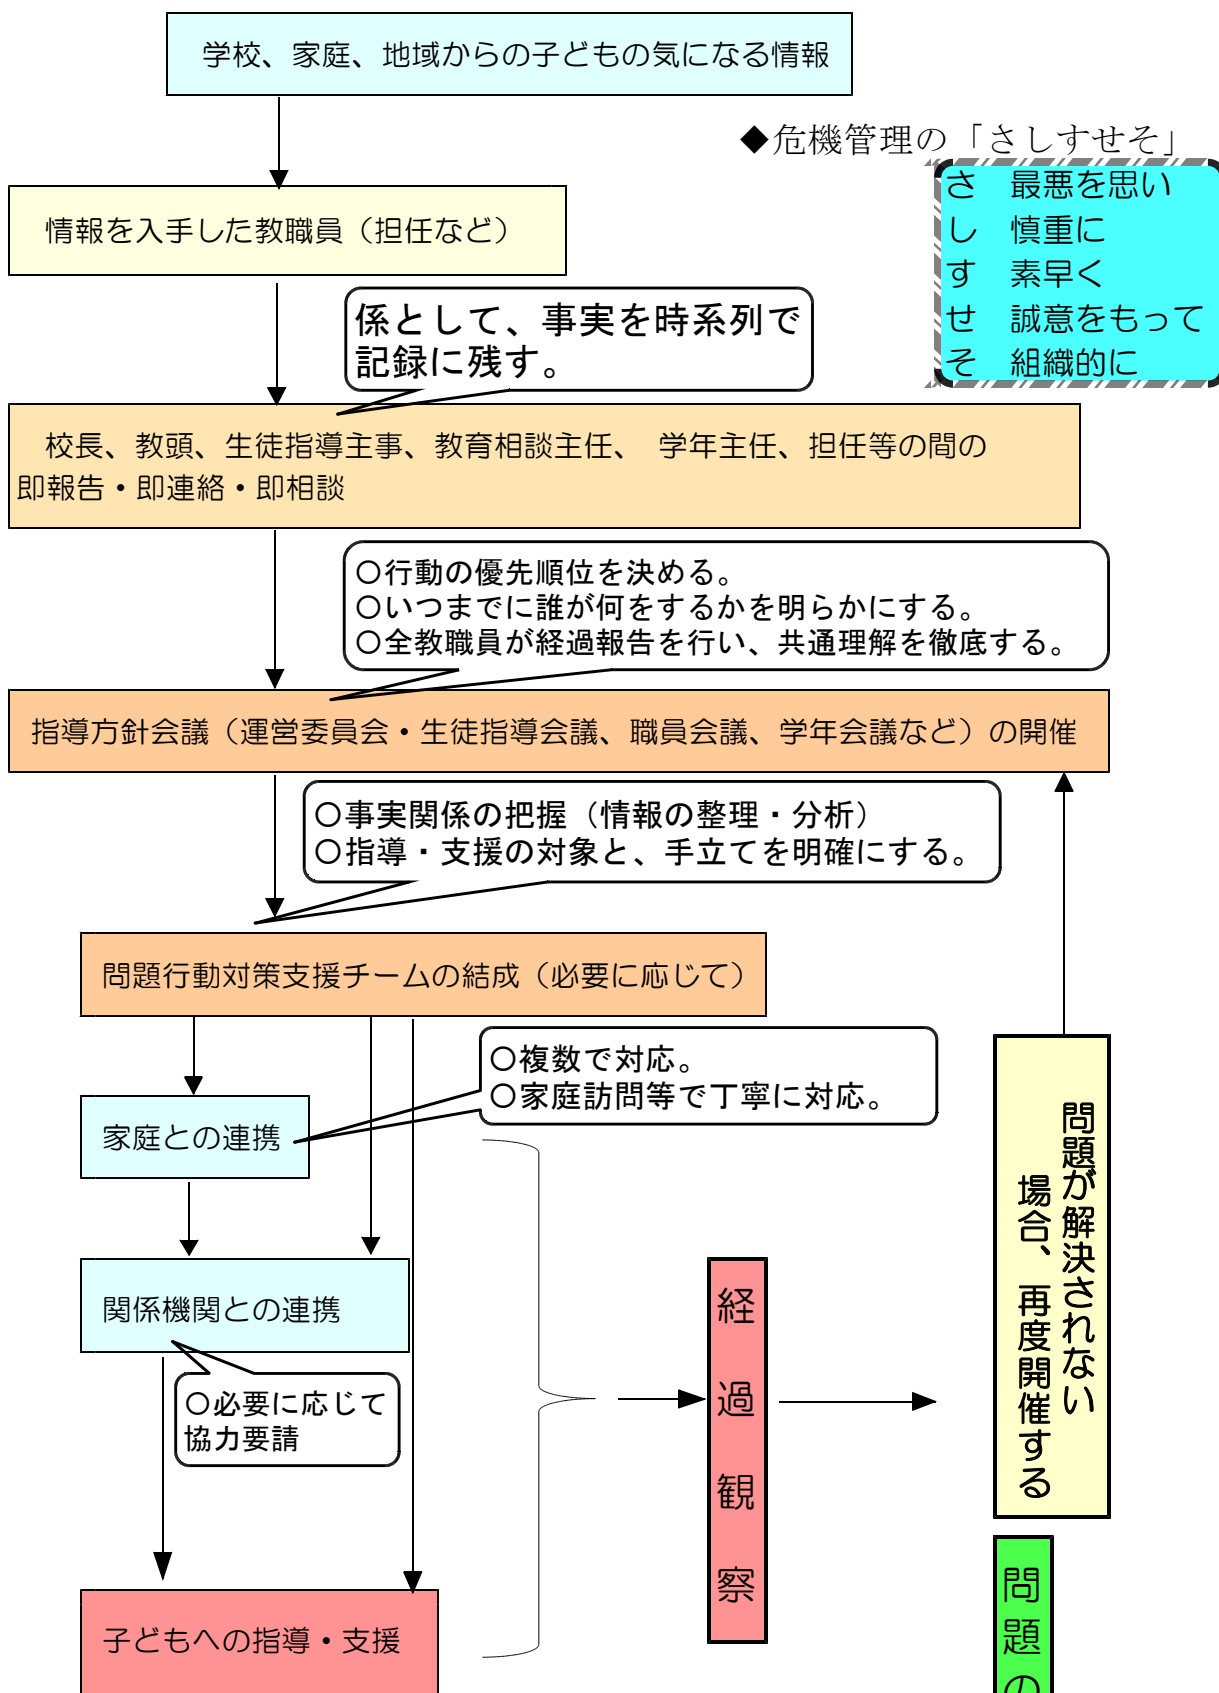 学校、家庭、地域からの子どもの気になる情報
◆危機管理の「さしすせそ」
さ　最悪を思い
し　慎重に
す　素早く
せ　誠意をもって
そ　組織的に
情報を入手した教職員（担任など）
係として、事実を時系列で
記録に残す。
校長、教頭、生徒指導主事、教育相談主任、　学年主任、担任等の間の
即報告・即連絡・即相談
〇行動の優先順位を決める。
〇いつまでに誰が何をするかを明らかにする。
〇全教職員が経過報告を行い、共通理解を徹底する。
指導方針会議（運営委員会・生徒指導会議、職員会議、学年会議など）の開催
〇事実関係の把握（情報の整理・分析）
〇指導・支援の対象と、手立てを明確にする。
問題行動対策支援チームの結成（必要に応じて）
〇複数で対応。
〇家庭訪問等で丁寧に対応。
家庭との連携
関係機関との連携
〇必要に応じて
協力要請
子どもへの指導・支援
経過観察
問題が解決されない
場合、再度開催する
問題の